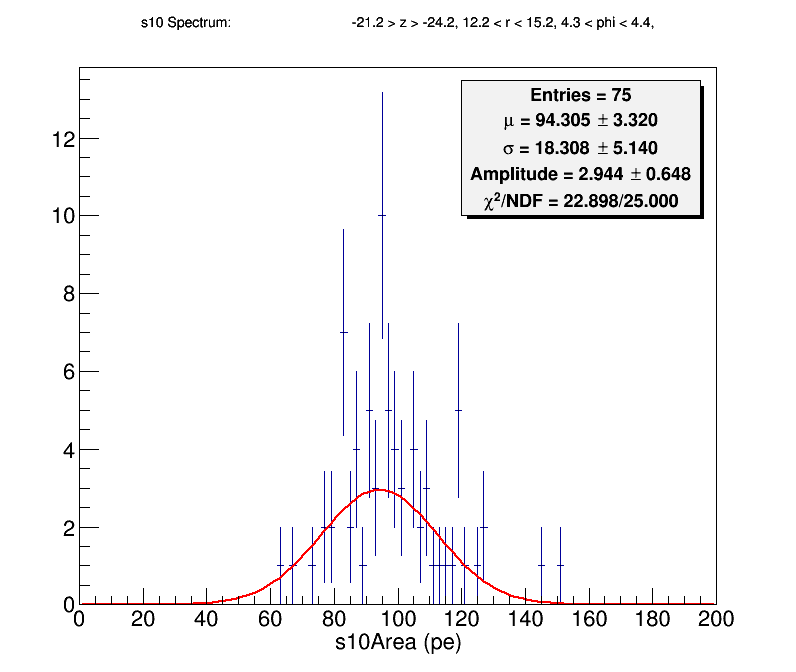 s10 Spectrum: -21.2 > z > -24.2, 12.2 < r < 15.2, 4.3 < phi < 4.4,
Entries = 75
μ = 94.305 ± 3.320
σ = 18.308 ± 5.140
Amplitude = 2.944 ± 0.648
χ²/NDF = 22.898/25.000
12
10
8
6
4
2
0
0 20 40 60 80 100 120 140 160 180 200
s10Area (pe)